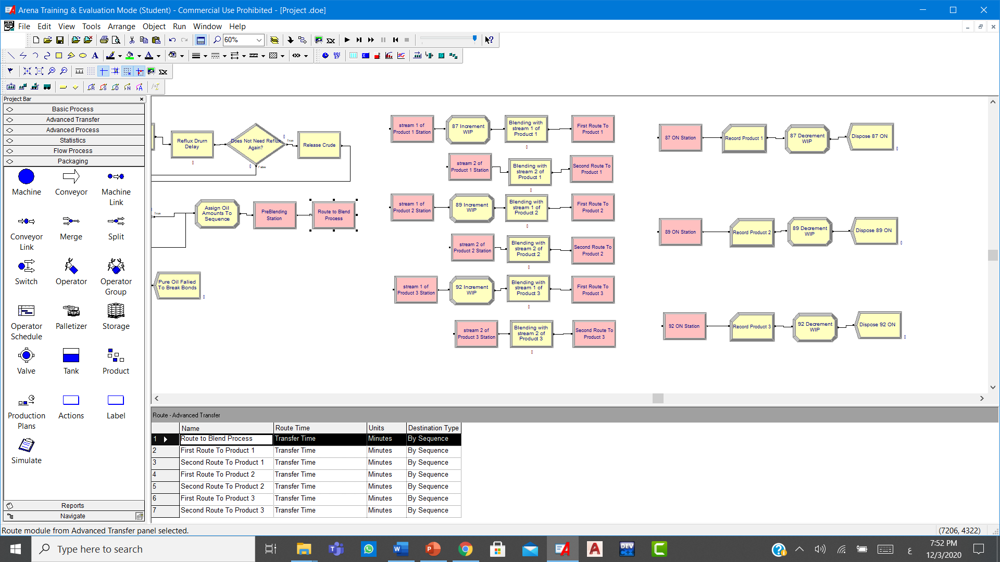 Arena Training & Evaluation Mode (Student) - Commercial Use Prohibited - [Project .doe]
File Edit View Tools Arrange Object Run Window Help
60%
Project Bar
Basic Process
Advanced Transfer
Advanced Process
Statistics
Flow Process
Packaging
Machine
Conveyor
Machine Link
Conveyor Link
Merge
Split
Switch
Operator
Operator Group
Operator Schedule
Palletizer
Storage
Valve
Tank
Product
Production Plans
Actions
Label
Simulate
Reports
Navigate
Reflux Drurn Delay
0
Does Not Need Reflux Again?
0
True
0
False
Release Crude
True
Assign Oil Amounts To Sequence
PreBlending Station
Route to Blend Process
Pure Oil Falied To Break Bonds
0
stream 1 of Product 1 Station
87 Increment WIP
Blending with stream 1 of Product 1
0
First Route To Product 1
stream 2 of Product 1 Station
Blending with stream 2 of Product 1
0
Second Route To Product 1
stream 1 of Product 2 Station
89 Increment WIP
Blending with stream 1 of Product 2
0
First Route To Product 2
stream 2 of Product 2 Station
Blending with stream 2 of Product 2
0
Second Route To Product 2
stream 1 of Product 3 Station
92 Increment WIP
Blending with stream 1 of Product 3
0
First Route To Product 3
stream 2 of Product 3 Station
Blending with stream 2 of Product 3
0
Second Route To Product 3
87 ON Station
Record Product 1
87 Decrement WIP
Dispose 87 ON
0
89 ON Station
Record Product 2
89 Decrement WIP
Dispose 89 ON
0
92 ON Station
Record Product 3
92 Decrement WIP
Dispose 92 ON
0
Route - Advanced Transfer
Name Route Time Units Destination Type
1 Route to Blend Process Transfer Time Minutes By Sequence
2 First Route To Product 1 Transfer Time Minutes By Sequence
3 Second Route To Product 1 Transfer Time Minutes By Sequence
4 First Route To Product 2 Transfer Time Minutes By Sequence
5 Second Route To Product 2 Transfer Time Minutes By Sequence
6 First Route To Product 3 Transfer Time Minutes By Sequence
7 Second Route To Product 3 Transfer Time Minutes By Sequence
Route module from Advanced Transfer panel selected.
(7206, 4322)
Type here to search
DEV C++
ع
7:52 PM
12/3/2020